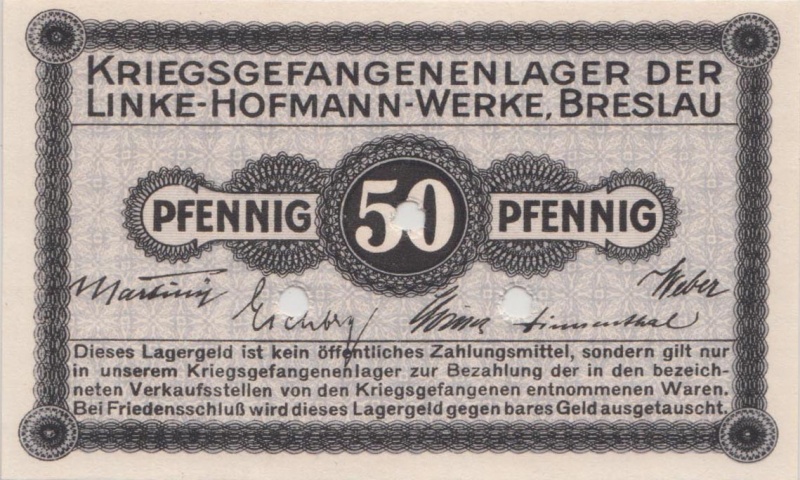 KRIEGSGEFANGENENLAGER DER
LINKE-HOFMANN-WERKE, BRESLAU
PFENNIG 50 PFENNIG
Weber
Dieses Lagergeld ist kein öffentliches Zahlungsmittel, sondern gilt nur
in unserem Kriegsgefangenenlager zur Bezahlung der in den bezeich-
neten Verkaufsstellen von den Kriegsgefangenen entnommenen Waren.
Bei Friedensschluß wird dieses Lagergeld gegen bares Geld ausgetauscht.